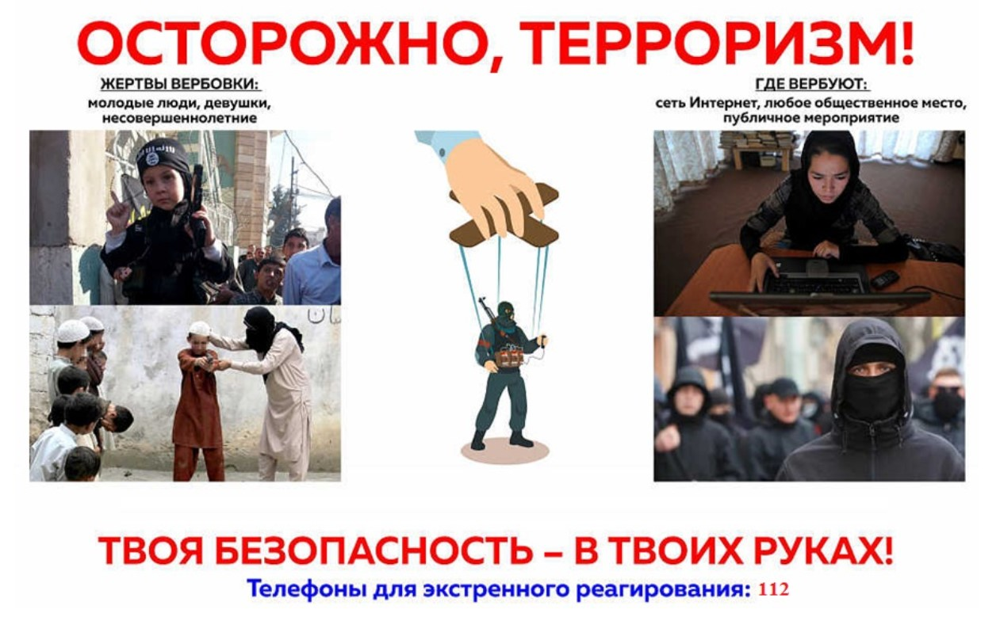 ОСТОРОЖНО, ТЕРРОРИЗМ!
ЖЕРТВЫ ВЕРБОВКИ:
молодые люди, девушки,
несовершеннолетние
ГДЕ ВЕРБУЮТ:
сеть Интернет, любое общественное место,
публичное мероприятие
ТВОЯ БЕЗОПАСНОСТЬ – В ТВОИХ РУКАХ!
Телефоны для экстренного реагирования: 112